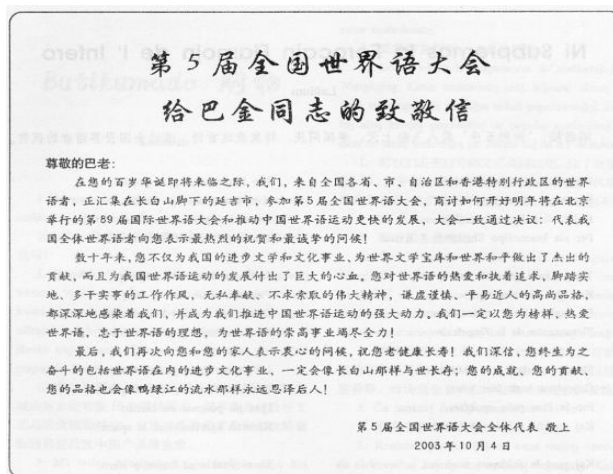 第5届全国世界语大会
给巴金同志的致敬信
尊敬的巴老:
在您的百岁华诞即将来临之际,我们,来自全国各省、市、自治区和香港特别行政区的世界
语者,正汇集在长白山脚下的延吉市,参加第5届全国世界语大会,商讨如何开好明年将在北京
举行的第89届国际世界语大会和推动中国世界语运动更快的发展,大会一致通过决议:代表我
国全体世界语者向您表示最热烈的祝贺和最诚挚的问候!
数十年来,您不仅为我国的进步文学和文化事业,为世界文学宝库和世界和平做出了杰出的
贡献,而且为我国世界语运动的发展付出了巨大的心血。您对世界语的热爱和执着追求,脚踏实
地、多干实事的工作作风,无私奉献、不求索取的伟大精神,谦虚谨慎、平易近人的高尚品格,
都深深地感染着我们,并成为我们推进中国世界语运动的强大动力。我们一定以您为榜样,热爱
世界语,忠于世界语的理想,为世界语的崇高事业竭尽全力!
最后,我们再次向您和您的家人表示衷心的问候,祝您老健康长寿!我们深信,您终生为之
奋斗的包括世界语在内的进步文化事业,一定会像长白山那样与世长存;您的成就、您的贡献、
您的品格也会像鸭绿江的流水那样永远恩泽后人!
第5届全国世界语大会全体代表 敬上
2003年10月4日